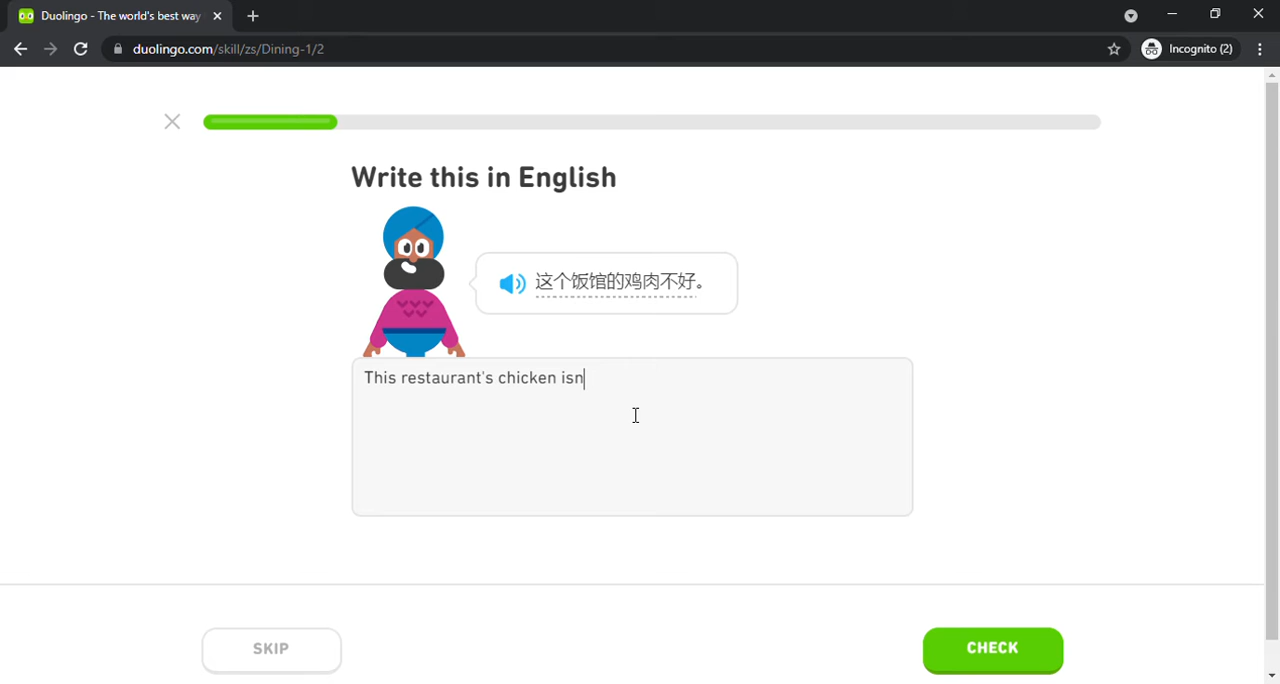 Duolingo - The world's best way
duolingo.com/skill/zs/Dining-1/2
Incognito (2)
Write this in English
这个饭馆的鸡肉不好。
This restaurant's chicken isn
SKIP
CHECK